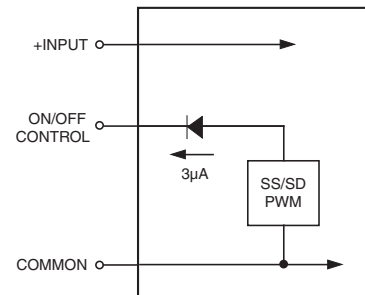 +INPUT
ON/OFF
CONTROL
3µA
SS/SD
PWM
COMMON